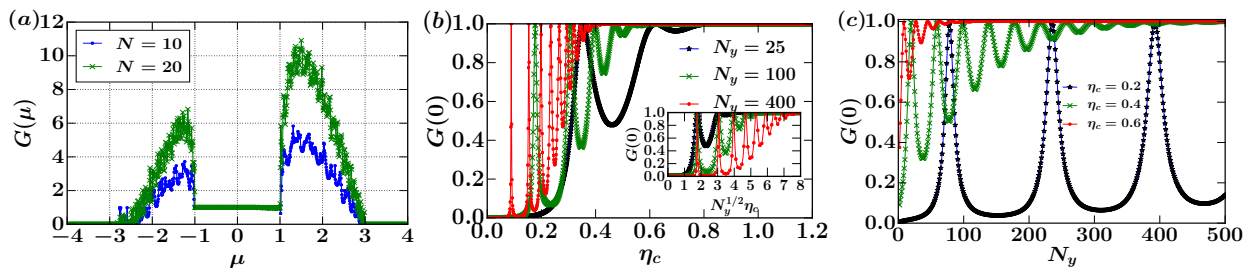 (a)
N = 10
N = 20
12
10
8
6
4
2
0
G(μ)
−4 −3 −2 −1 0 1 2 3 4
μ
(b)
1.0
0.8
0.6
0.4
0.2
0.0
G(0)
N_y = 25
N_y = 100
N_y = 400
1.0
0.8
0.6
0.4
0.2
0.0
G(0)
0 1 2 3 4 5 6 7 8
N_y^{1/2}η_c
0.0 0.2 0.4 0.6 0.8 1.0 1.2
η_c
(c)
1.0
0.8
0.6
0.4
0.2
0.0
G(0)
η_c = 0.2
η_c = 0.4
η_c = 0.6
0 100 200 300 400 500
N_y